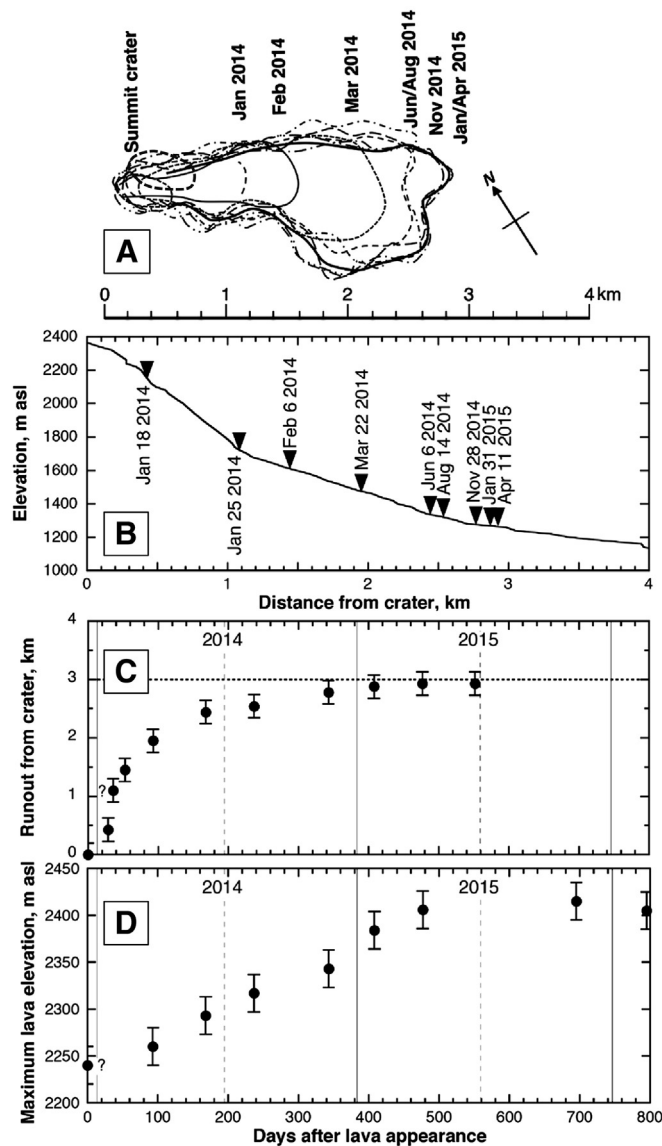 Summit crater
Jan 2014
Feb 2014
Mar 2014
Jun/Aug 2014
Nov 2014
Jan/Apr 2015
N
A
0 1 2 3 4 km
2400
2200
2000
1800
1600
1400
1200
1000
Elevation, m asl
Jan 18 2014
Jan 25 2014
Feb 6 2014
Mar 22 2014
Jun 6 2014
Aug 14 2014
Nov 28 2014
Jan 31 2015
Apr 11 2015
B
0 1 2 3 4
Distance from crater, km
4
3
2
1
0
Runout from crater, km
2014 2015
C
?
2450
2400
2350
2300
2250
2200
Maximum lava elevation, m asl
2014 2015
D
?
0 100 200 300 400 500 600 700 800
Days after lava appearance